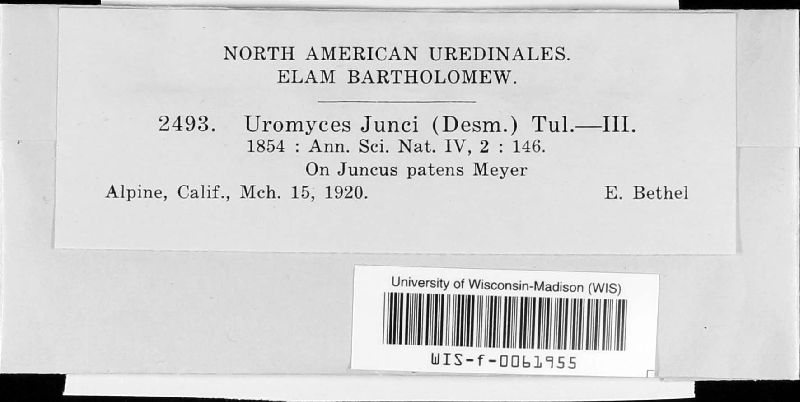 NORTH AMERICAN UREDINALES.
ELAM BARTHOLOMEW.
2493. Uromyces Junci (Desm.) Tul.—III.
1854 : Ann. Sci. Nat. IV, 2 : 146.
On Juncus patens Meyer
Alpine, Calif., Mch. 15, 1920. E. Bethel
University of Wisconsin-Madison (WIS)
WIS-f-0061955